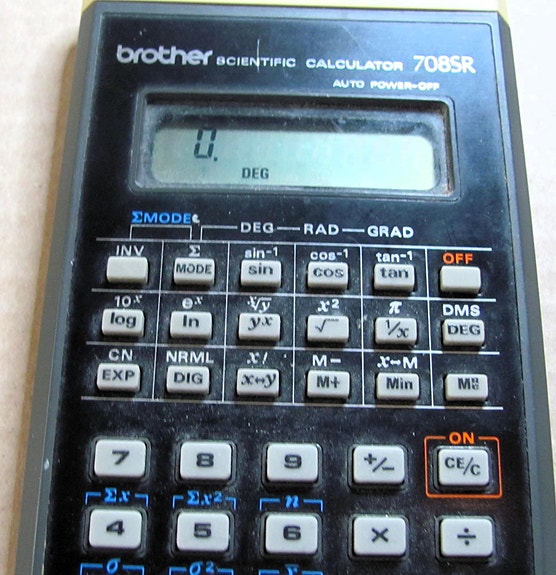 brother SCIENTIFIC CALCULATOR 708SR
AUTO POWER-OFF
0.
DEG
ΣMODE DEG RAD GRAD
INV Σ sin⁻¹ cos⁻¹ tan⁻¹ OFF
MODE sin cos tan
10ˣ eˣ ˣ√y x² π DMS
log ln yˣ √ 1/x DEG
CN NRML x! M− x↔M
EXP DIG x↔y M+ Min
ON
7 8 9 +/− CE/C
Σx Σx² n
4 5 6 × ÷
σ σ²